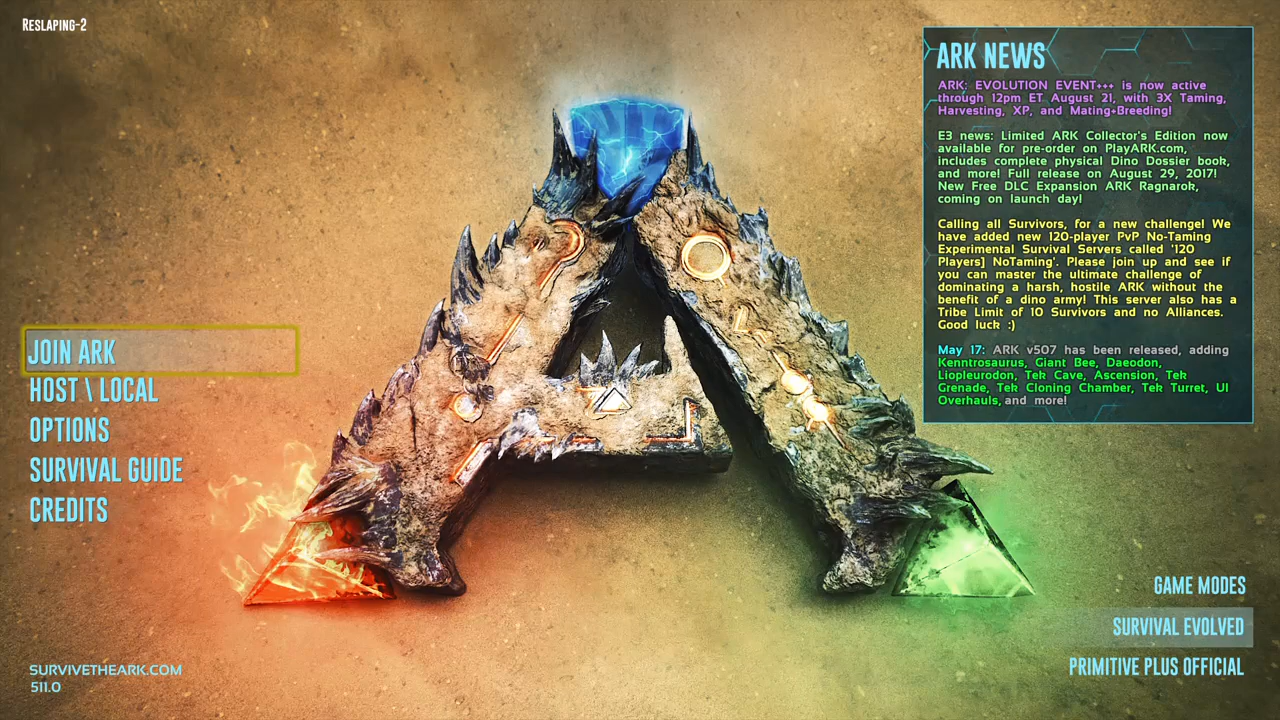 Reslaping-2
ARK NEWS
ARK: EVOLUTION EVENT+++ is now active
through 12pm ET August 21, with 3X Taming,
Harvesting, XP, and Mating+Breeding!
E3 news: Limited ARK Collector's Edition now
available for pre-order on PlayARK.com,
includes complete physical Dino Dossier book,
and more! Full release on August 29, 2017!
New Free DLC Expansion ARK Ragnarok,
coming on launch day!
Calling all Survivors, for a new challenge! We
have added new 120-player PvP No-Taming
Experimental Survival Servers called '120
Players] NoTaming'. Please join up and see if
you can master the ultimate challenge of
dominating a harsh, hostile ARK without the
benefit of a dino army! This server also has a
Tribe Limit of 10 Survivors and no Alliances.
Good luck :)
May 17: ARK v507 has been released, adding
Kenntrosaurus, Giant Bee, Daeodon,
Liopleurodon, Tek Cave, Ascension, Tek
Grenade, Tek Cloning Chamber, Tek Turret, UI
Overhauls, and more!
JOIN ARK
HOST \ LOCAL
OPTIONS
SURVIVAL GUIDE
CREDITS
GAME MODES
SURVIVAL EVOLVED
PRIMITIVE PLUS OFFICIAL
SURVIVETHEARK.COM
511.0